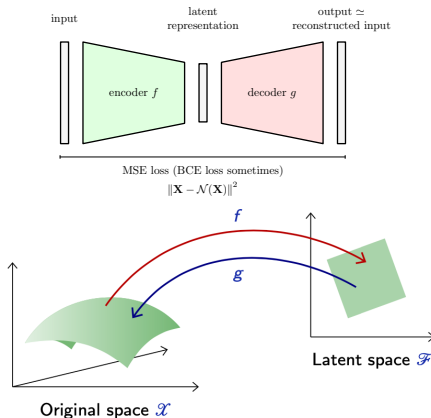 input
latent
representation
output ≃
reconstructed input
encoder f
decoder g
MSE loss (BCE loss sometimes)
‖X − 𝒩(X)‖²
f
g
Latent space ℱ
Original space 𝒳